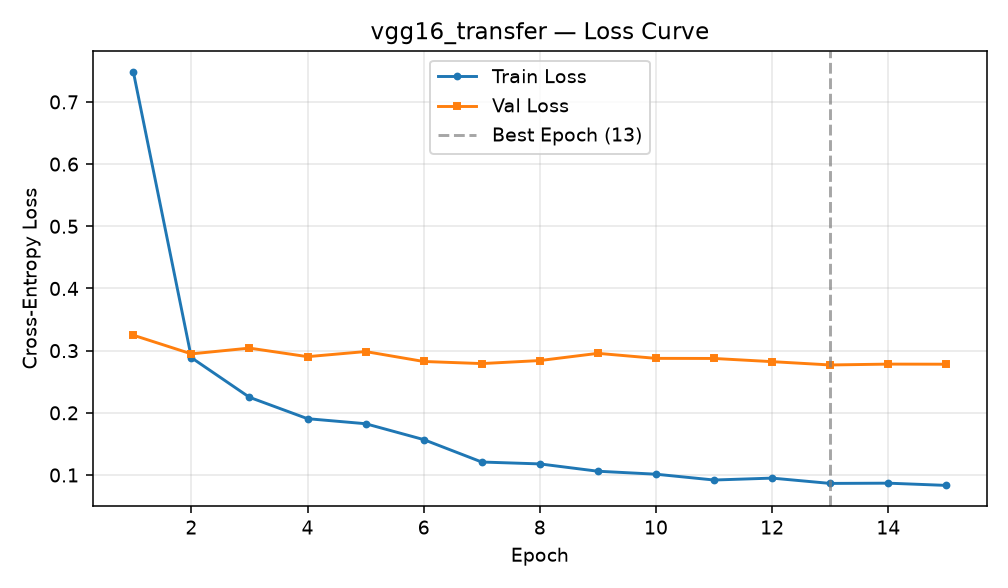 vgg16_transfer — Loss Curve
Train Loss
Val Loss
Best Epoch (13)
Cross-Entropy Loss
0.7
0.6
0.5
0.4
0.3
0.2
0.1
2 4 6 8 10 12 14
Epoch